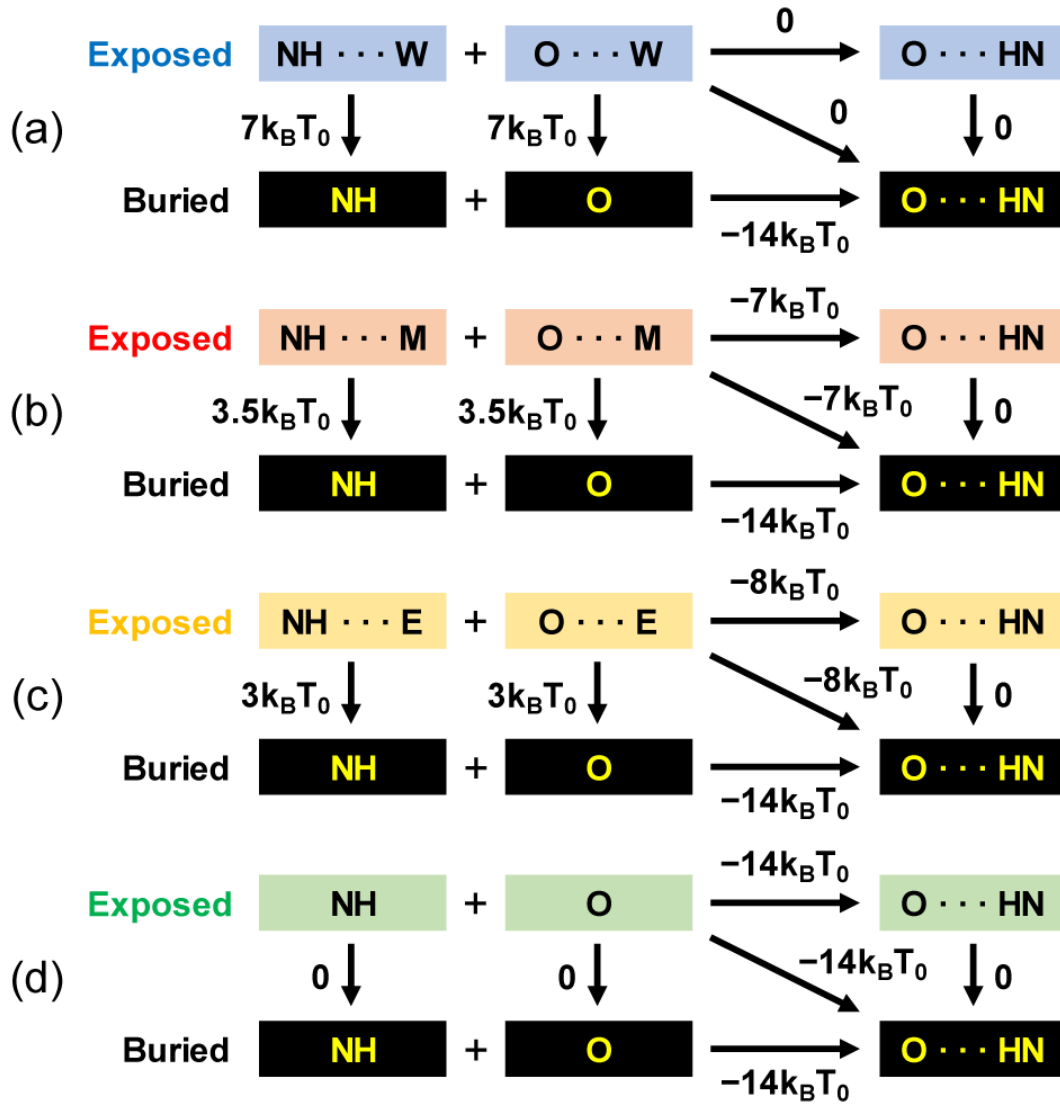 0
Exposed NH · · · W + O · · · W O · · · HN
(a) 7kBT0 7kBT0 0 0
Buried NH + O O · · · HN
−14kBT0
−7kBT0
Exposed NH · · · M + O · · · M O · · · HN
(b) 3.5kBT0 3.5kBT0 −7kBT0 0
Buried NH + O O · · · HN
−14kBT0
−8kBT0
Exposed NH · · · E + O · · · E O · · · HN
(c) 3kBT0 3kBT0 −8kBT0 0
Buried NH + O O · · · HN
−14kBT0
−14kBT0
Exposed NH + O O · · · HN
(d) 0 0 −14kBT0 0
Buried NH + O O · · · HN
−14kBT0